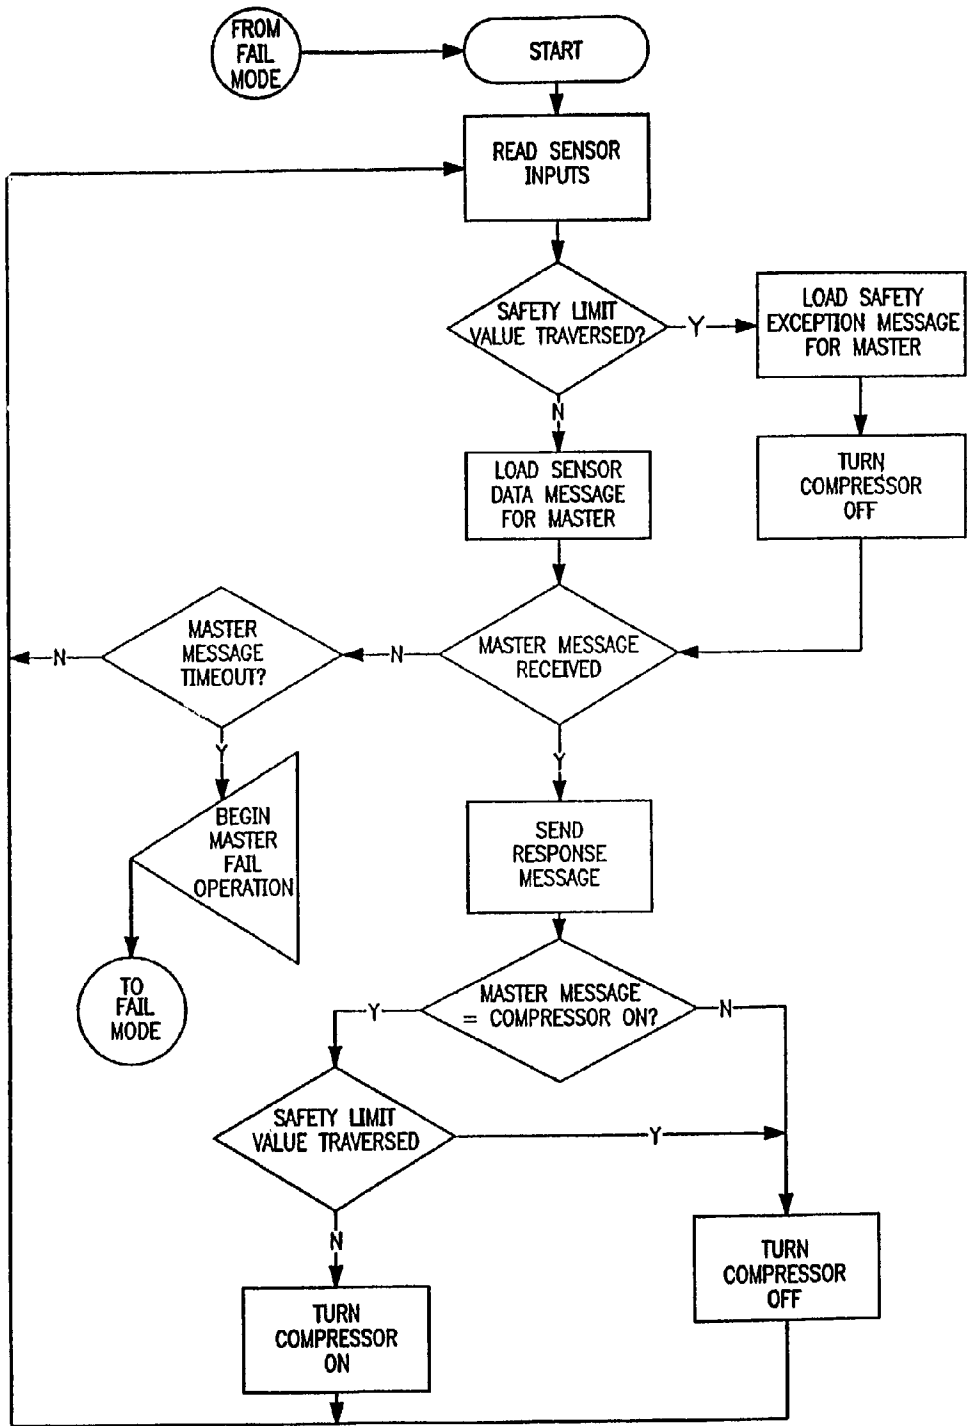 FROM
FAIL
MODE
START
READ SENSOR
INPUTS
SAFETY LIMIT
VALUE TRAVERSED?
Y
LOAD SAFETY
EXCEPTION MESSAGE
FOR MASTER
N
LOAD SENSOR
DATA MESSAGE
FOR MASTER
TURN
COMPRESSOR
OFF
MASTER MESSAGE
RECEIVED
N
MASTER
MESSAGE
TIMEOUT?
N
Y
Y
BEGIN
MASTER
FAIL
OPERATION
SEND
RESPONSE
MESSAGE
TO
FAIL
MODE
MASTER MESSAGE
= COMPRESSOR ON?
Y
N
SAFETY LIMIT
VALUE TRAVERSED
Y
N
TURN
COMPRESSOR
OFF
TURN
COMPRESSOR
ON